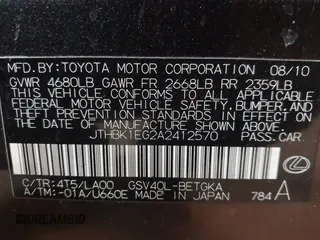 MFD.BY:TOYOTA MOTOR CORPORATION 08/10
GVWR 4680LB GAWR FR 2668LB RR 2359LB
THIS VEHICLE CONFORMS TO ALL APPLICABLE
FEDERAL MOTOR VEHICLE SAFETY,BUMPER,AND
THEFT PREVENTION STANDARDS IN EFFECT ON
THE DATE OF MANUFACTURE SHOWN ABOVE.
JTHBK1EG2A2412570 PASS.CAR
C/TR:4T5/LA00 GSV40L-BETGKA
A/TM:-01A/U660E MADE IN JAPAN 784 A